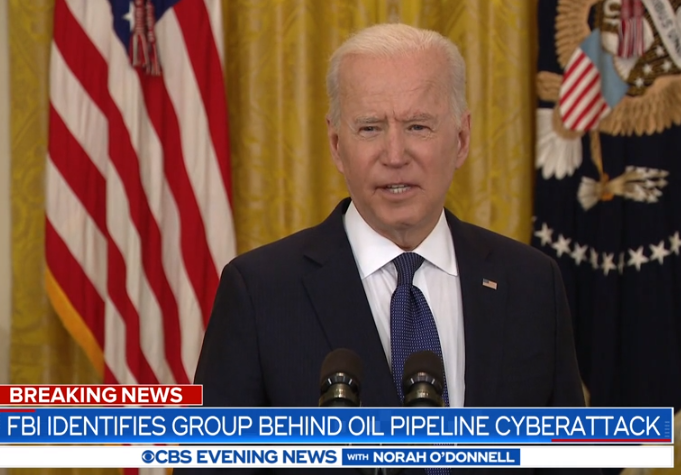 BREAKING NEWS
FBI IDENTIFIES GROUP BEHIND OIL PIPELINE CYBERATTACK
CBS EVENING NEWS WITH NORAH O'DONNELL